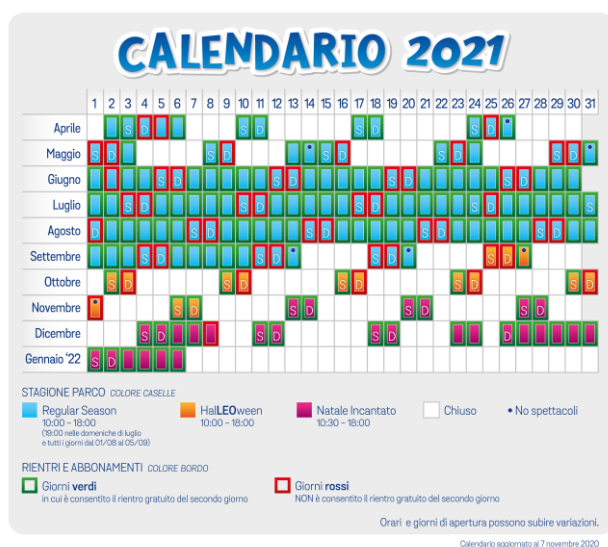 CALENDARIO 2021
1 2 3 4 5 6 7 8 9 10 11 12 13 14 15 16 17 18 19 20 21 22 23 24 25 26 27 28 29 30 31
Aprile S D S D S D S D
Maggio S D S D S D S D S D
Giugno S D S D S D S D
Luglio S D S D S D S D S
Agosto D S D S D S D S D
Settembre S D S D S D S D
Ottobre S D S D S D S D S D
Novembre S D S D S D S D
Dicembre S D S D S D D
Gennaio '22 S D
STAGIONE PARCO COLORE CASELLE
Regular Season
10:00 - 18:00
(19:00 nelle domeniche di luglio
e tutti i giorni dal 01/08 al 05/09)
HalLEOween
10:00 - 18:00
Natale Incantato
10:30 - 18:00
Chiuso
• No spettacoli
RIENTRI E ABBONAMENTI COLORE BORDO
Giorni verdi
in cui è consentito il rientro gratuito del secondo giorno
Giorni rossi
NON è consentito il rientro gratuito del secondo giorno
Orari e giorni di apertura possono subire variazioni.
Calendario aggiornato al 7 novembre 2020